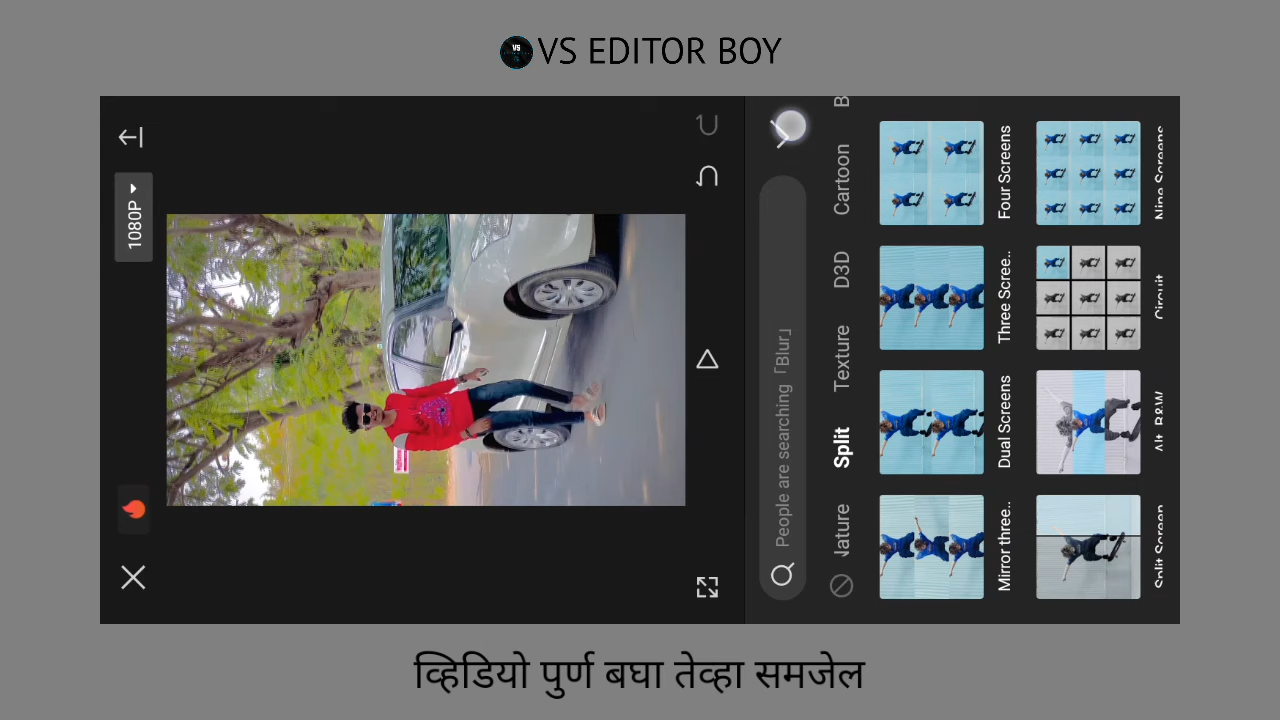 VS EDITOR BOY
1080P
People are searching「Blur」
Nature Split Texture D3D Cartoon B
Mirror three.. Dual Screens Three Scree.. Four Screens
Split Screen Alt B&W Circuit Nine Screens
व्हिडियो पुर्ण बघा तेव्हा समजेल